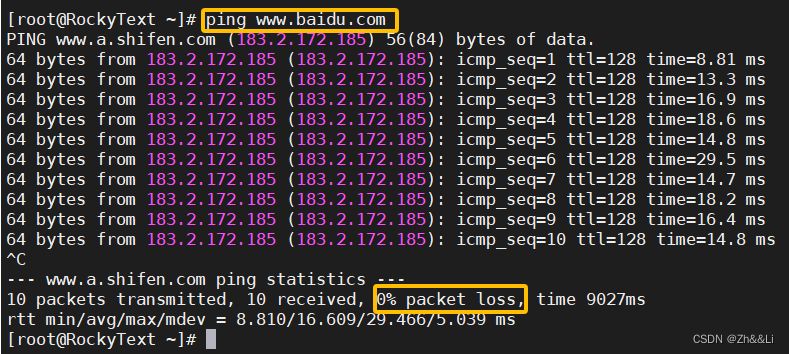 [root@RockyText ~]# ping www.baidu.com
PING www.a.shifen.com (183.2.172.185) 56(84) bytes of data.
64 bytes from 183.2.172.185 (183.2.172.185): icmp_seq=1 ttl=128 time=8.81 ms
64 bytes from 183.2.172.185 (183.2.172.185): icmp_seq=2 ttl=128 time=13.3 ms
64 bytes from 183.2.172.185 (183.2.172.185): icmp_seq=3 ttl=128 time=16.9 ms
64 bytes from 183.2.172.185 (183.2.172.185): icmp_seq=4 ttl=128 time=18.6 ms
64 bytes from 183.2.172.185 (183.2.172.185): icmp_seq=5 ttl=128 time=14.8 ms
64 bytes from 183.2.172.185 (183.2.172.185): icmp_seq=6 ttl=128 time=29.5 ms
64 bytes from 183.2.172.185 (183.2.172.185): icmp_seq=7 ttl=128 time=14.7 ms
64 bytes from 183.2.172.185 (183.2.172.185): icmp_seq=8 ttl=128 time=18.2 ms
64 bytes from 183.2.172.185 (183.2.172.185): icmp_seq=9 ttl=128 time=16.4 ms
64 bytes from 183.2.172.185 (183.2.172.185): icmp_seq=10 ttl=128 time=14.8 ms
^C
--- www.a.shifen.com ping statistics ---
10 packets transmitted, 10 received, 0% packet loss, time 9027ms
rtt min/avg/max/mdev = 8.810/16.609/29.466/5.039 ms
[root@RockyText ~]#
CSDN @Zh&&Li